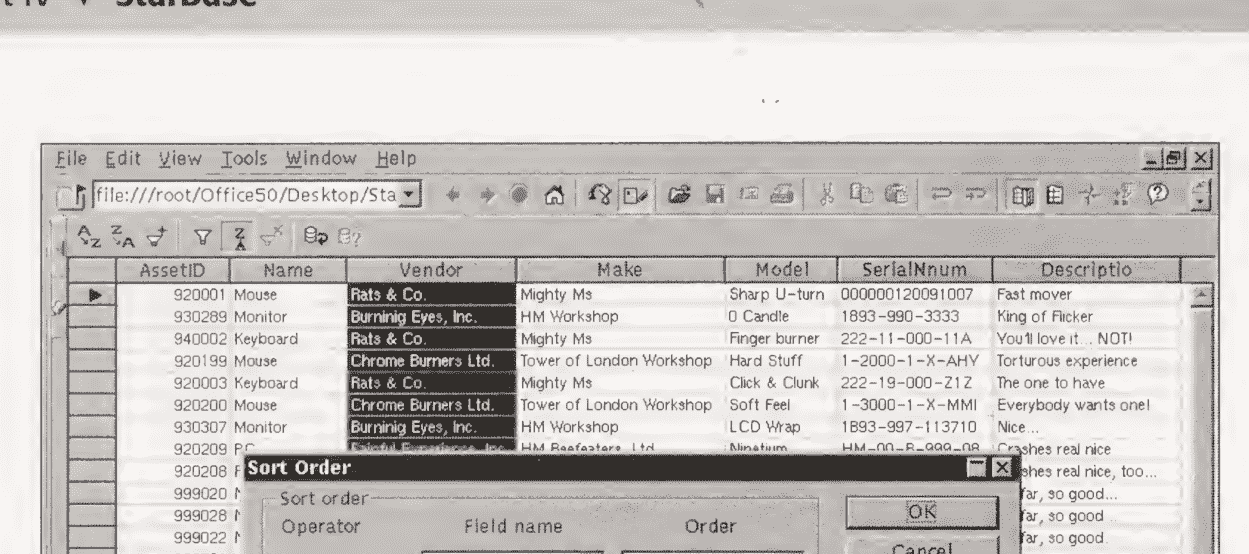 StarBase
File Edit View Tools Window Help
file:///root/Office50/Desktop/Sta
AssetID Name Vendor Make Model SerialNnum Descriptio
920001 Mouse Rats & Co. Mighty Ms Sharp U-turn 000000120091007 Fast mover
930289 Monitor Burninig Eyes, Inc. HM Workshop 0 Candle 1893-990-3333 King of Flicker
940002 Keyboard Rats & Co. Mighty Ms Finger burner 222-11-000-11A You'll love it... NOT!
920199 Mouse Chrome Burners Ltd. Tower of London Workshop Hard Stuff 1-2000-1-X-AHY Torturous experience
920003 Keyboard Rats & Co. Mighty Ms Click & Clunk 222-19-000-Z1Z The one to have
920200 Mouse Chrome Burners Ltd. Tower of London Workshop Soft Feel 1-3000-1-X-MMI Everybody wants one!
930307 Monitor Burninig Eyes, Inc. HM Workshop LCD Wrap 1893-997-113710 Nice...
920209 PC HM Beefeaters, Ltd Ninetium HM-00-B-999-08 Crashes real nice
920208 shes real nice, too...
999020 far, so good...
999028 far, so good
999022 far, so good
Sort Order
Sort order
Operator Field name Order
OK
Cancel